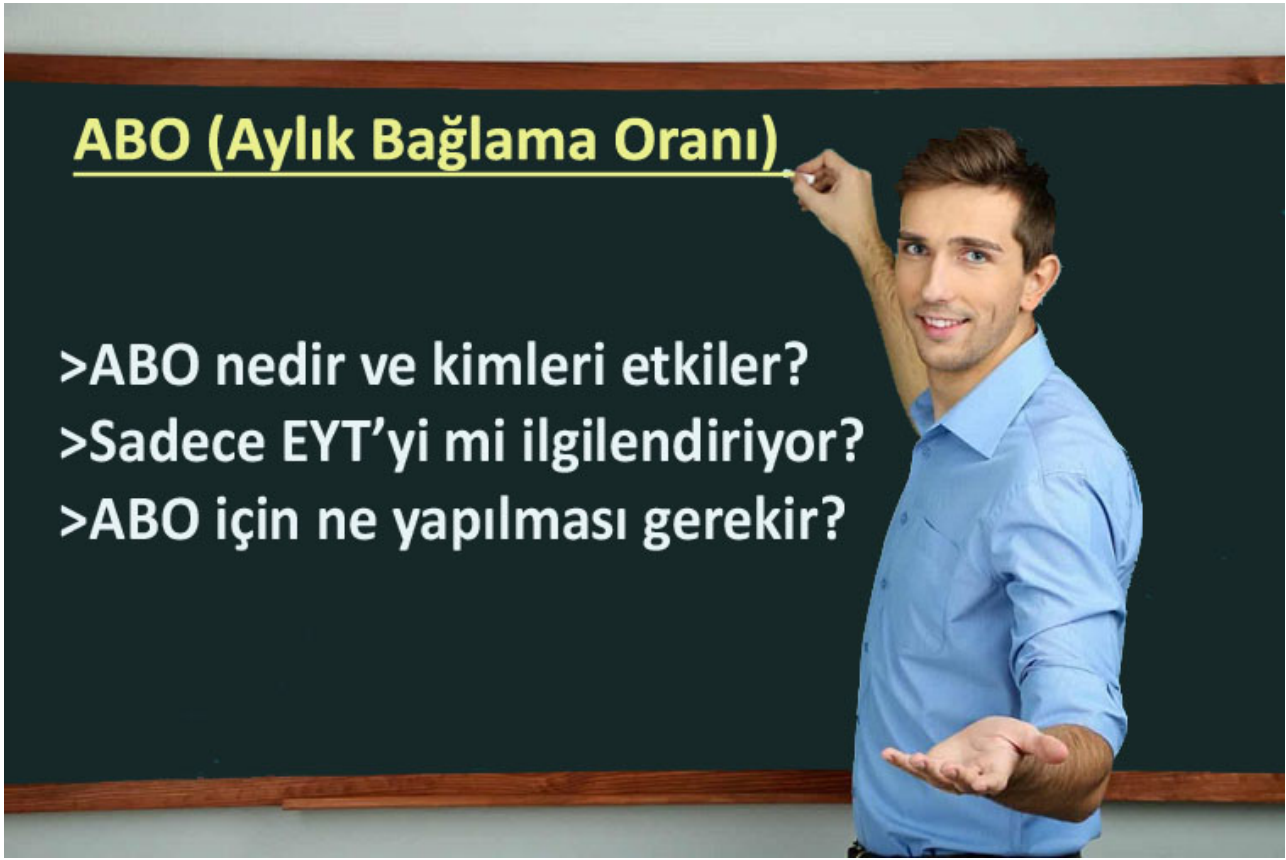 ABO (Aylık Bağlama Oranı)
>ABO nedir ve kimleri etkiler?
>Sadece EYT’yi mi ilgilendiriyor?
>ABO için ne yapılması gerekir?